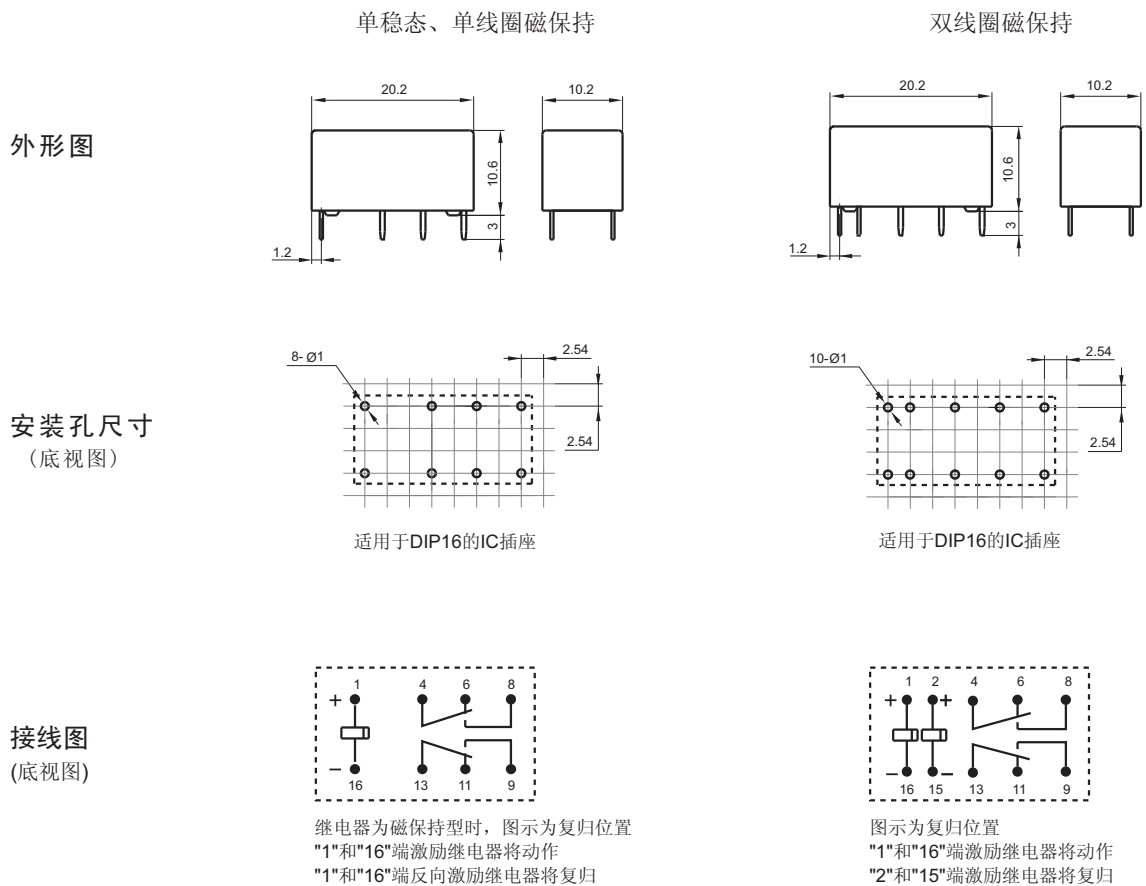 单稳态、单线圈磁保持
双线圈磁保持
外形图
20.2
10.2
10.6
3
1.2
20.2
10.2
10.6
3
1.2
安装孔尺寸
(底视图)
8- Ø1
2.54
2.54
适用于DIP16的IC插座
10-Ø1
2.54
2.54
适用于DIP16的IC插座
接线图
(底视图)
1 4 6 8
+
−
16 13 11 9
继电器为磁保持型时，图示为复归位置
"1"和"16"端激励继电器将动作
"1"和"16"端反向激励继电器将复归
1 2 4 6 8
+ +
− −
16 15 13 11 9
图示为复归位置
"1"和"16"端激励继电器将动作
"2"和"15"端激励继电器将复归